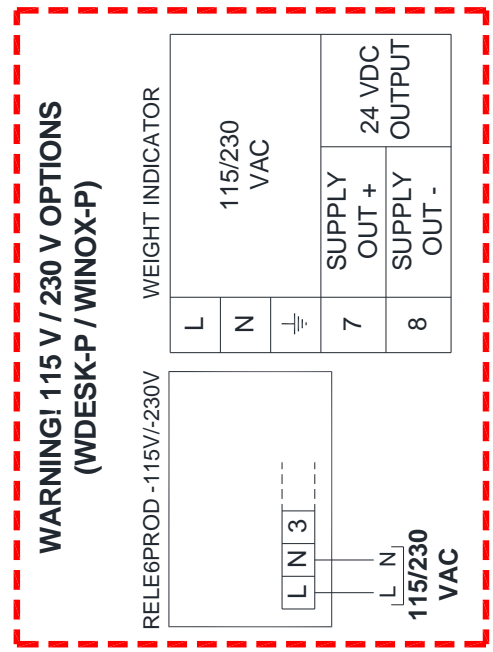 WARNING! 115 V / 230 V OPTIONS
(WDESK-P / WINOX-P)
RELE6PROD -115V/-230V
L N 3
L N
115/230
VAC
WEIGHT INDICATOR
L
N
115/230
VAC
7
SUPPLY
OUT +
8
SUPPLY
OUT -
24 VDC
OUTPUT